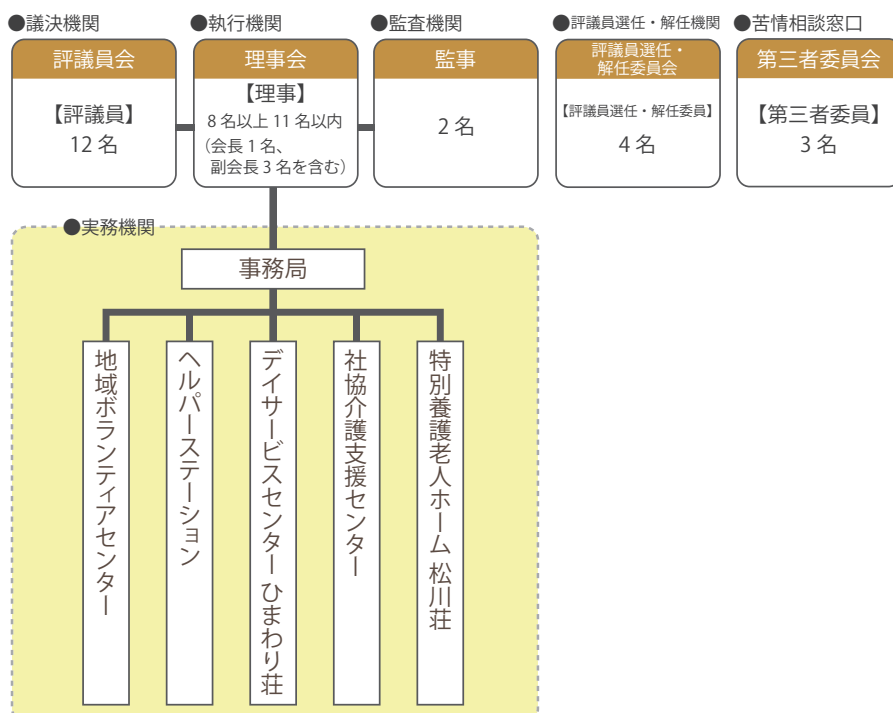 ●議決機関
評議員会
【評議員】
12 名
●執行機関
理事会
【理事】
8 名以上 11 名以内
（会長 1 名、
副会長 3 名を含む）
●監査機関
監事
2 名
●評議員選任・解任機関
評議員選任・
解任委員会
【評議員選任・解任委員】
4 名
●苦情相談窓口
第三者委員会
【第三者委員】
3 名
●実務機関
事務局
地域ボランティアセンター
ヘルパーステーション
デイサービスセンター ひまわり荘
社協介護支援センター
特別養護老人ホーム 松川荘